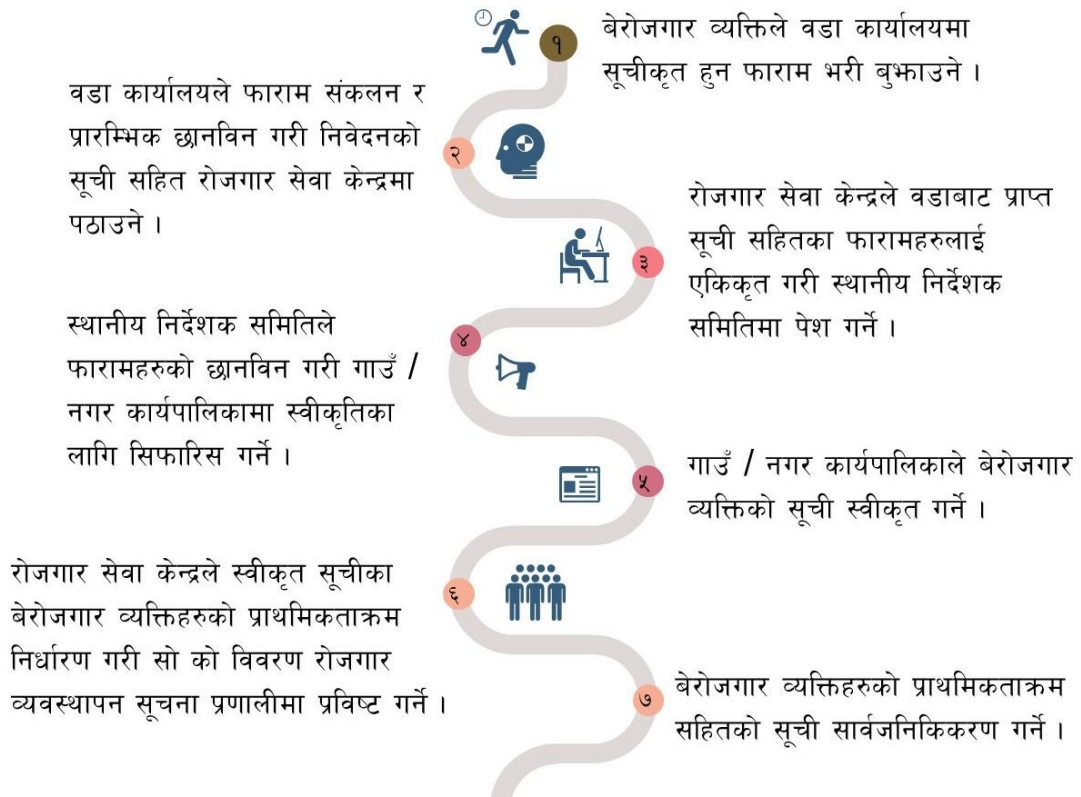 १
बेरोजगार व्यक्तिले वडा कार्यालयमा
सूचीकृत हुन फाराम भरी बुझाउने ।
२
वडा कार्यालयले फाराम संकलन र
प्रारम्भिक छानविन गरी निवेदनको
सूची सहित रोजगार सेवा केन्द्रमा
पठाउने ।
३
रोजगार सेवा केन्द्रले वडाबाट प्राप्त
सूची सहितका फारामहरुलाई
एकिकृत गरी स्थानीय निर्देशक
समितिमा पेश गर्ने ।
४
स्थानीय निर्देशक समितिले
फारामहरुको छानविन गरी गाउँ /
नगर कार्यपालिकामा स्वीकृतिका
लागि सिफारिस गर्ने ।
५
गाउँ / नगर कार्यपालिकाले बेरोजगार
व्यक्तिको सूची स्वीकृत गर्ने ।
६
रोजगार सेवा केन्द्रले स्वीकृत सूचीका
बेरोजगार व्यक्तिहरुको प्राथमिकताक्रम
निर्धारण गरी सो को विवरण रोजगार
व्यवस्थापन सूचना प्रणालीमा प्रविष्ट गर्ने ।
७
बेरोजगार व्यक्तिहरुको प्राथमिकताक्रम
सहितको सूची सार्वजनिकिकरण गर्ने ।